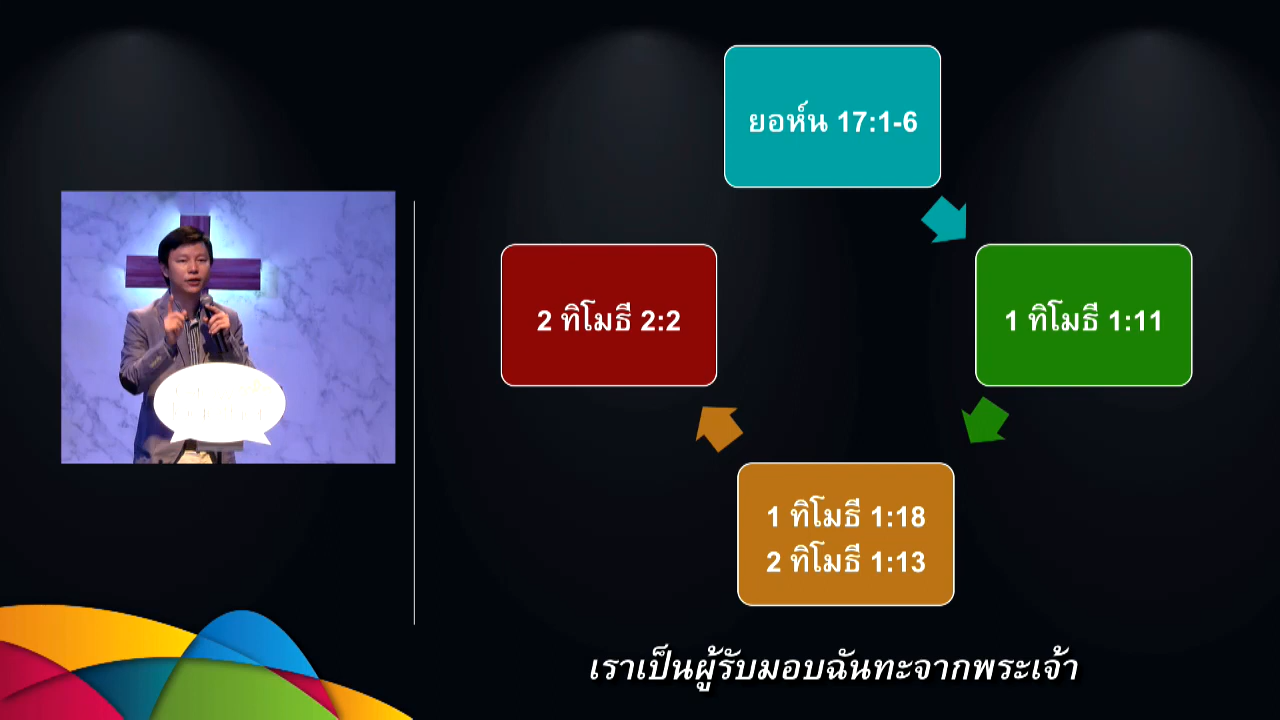 ยอห์น 17:1-6
2 ทิโมธี 2:2
1 ทิโมธี 1:11
1 ทิโมธี 1:18
2 ทิโมธี 1:13
เราเป็นผู้รับมอบฉันทะจากพระเจ้า